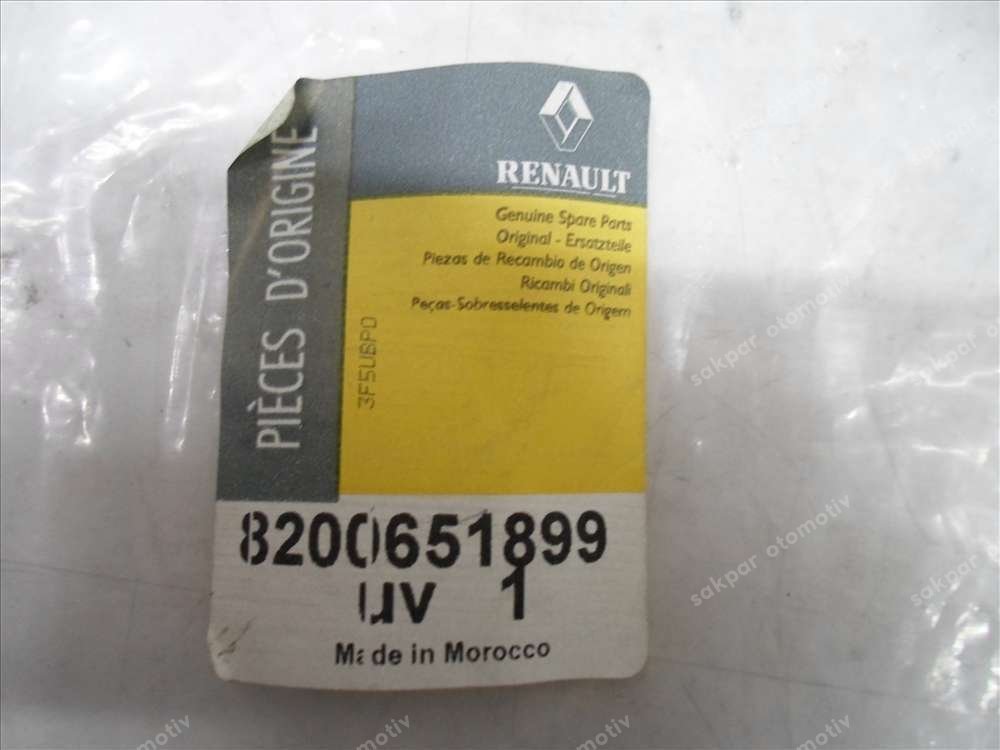 PIÈCES D'ORIGINE
RENAULT
Genuine Spare Parts
Original - Ersatzteile
Piezas de Recambio de Origen
Ricambi Originali
Peças-Sobresselentes de Origem
3F5UBPD
8200651899
uv 1
Made in Morocco
sakpar otomotiv
sakpar otomotiv
sakpar otomotiv
sakpar otomotiv